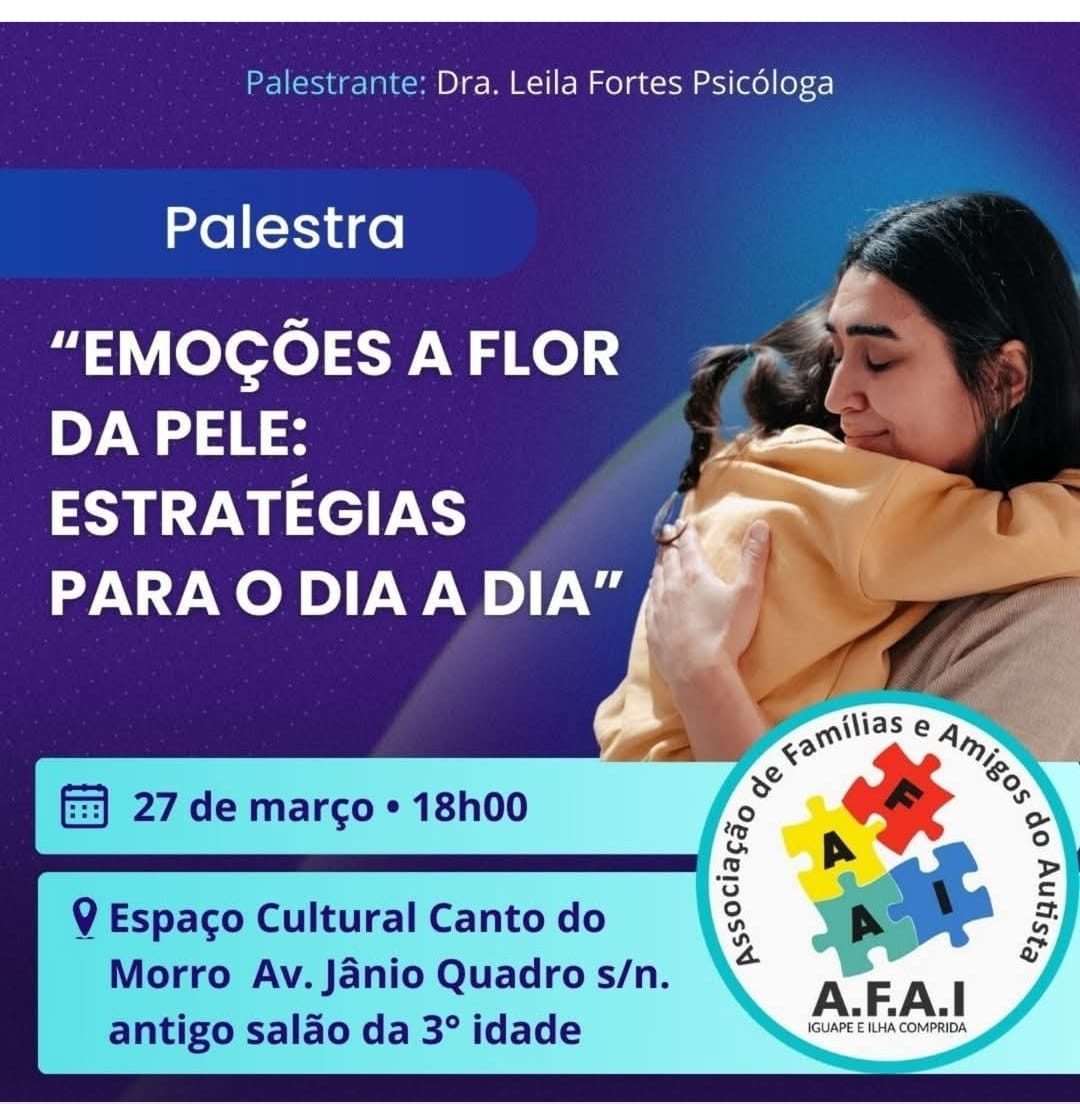 Palestrante: Dra. Leila Fortes Psicóloga
Palestra
“EMOÇÕES A FLOR
DA PELE:
ESTRATÉGIAS
PARA O DIA A DIA”
27 de março • 18h00
Espaço Cultural Canto do
Morro Av. Jânio Quadro s/n.
antigo salão da 3° idade
Associação de Famílias e Amigos do Autista
A F
A I
A.F.A.I
IGUAPE E ILHA COMPRIDA